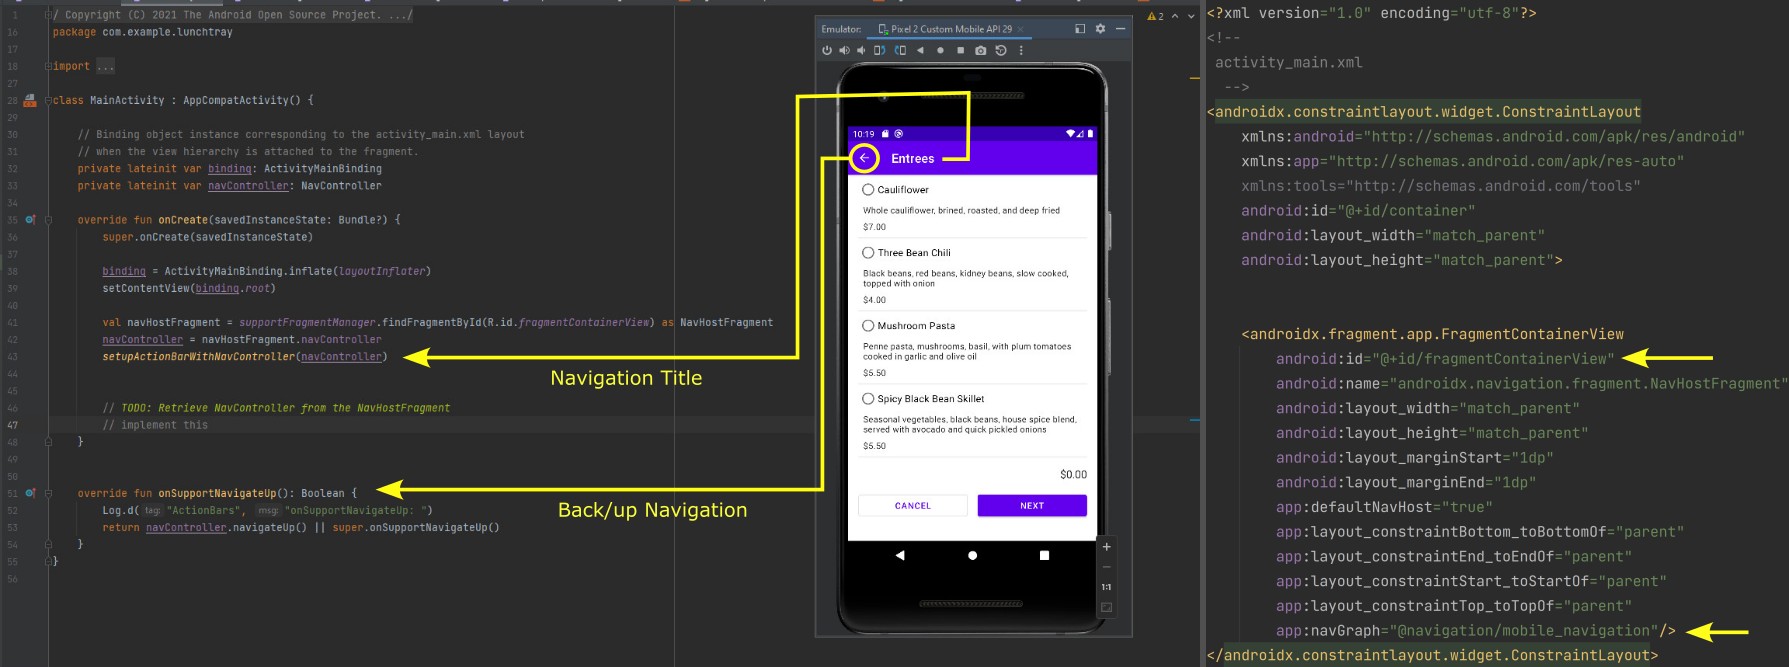 / Copyright (C) 2021 The Android Open Source Project. .../
package com.example.lunchtray
import ...
class MainActivity : AppCompatActivity() {
// Binding object instance corresponding to the activity_main.xml layout
// when the view hierarchy is attached to the fragment.
private lateinit var binding: ActivityMainBinding
private lateinit var navController: NavController
override fun onCreate(savedInstanceState: Bundle?) {
super.onCreate(savedInstanceState)
binding = ActivityMainBinding.inflate(layoutInflater)
setContentView(binding.root)
val navHostFragment = supportFragmentManager.findFragmentById(R.id.fragmentContainerView) as NavHostFragment
navController = navHostFragment.navController
setupActionBarWithNavController(navController)
Navigation Title
// TODO: Retrieve NavController from the NavHostFragment
// implement this
}
override fun onSupportNavigateUp(): Boolean {
Log.d( tag: "ActionBars", msg: "onSupportNavigateUp: ")
return navController.navigateUp() || super.onSupportNavigateUp()
}
}
Back/up Navigation
1
16
17
18
27
28
29
30
31
32
33
34
35
36
37
38
39
40
41
42
43
44
45
46
47
48
49
50
51
52
53
54
55
56
2
Emulator: Pixel 2 Custom Mobile API 29
10:19
Entrees
Cauliflower
Whole cauliflower, brined, roasted, and deep fried
$7.00
Three Bean Chili
Black beans, red beans, kidney beans, slow cooked,
topped with onion
$4.00
Mushroom Pasta
Penne pasta, mushrooms, basil, with plum tomatoes
cooked in garlic and olive oil
$5.50
Spicy Black Bean Skillet
Seasonal vegetables, black beans, house spice blend,
served with avocado and quick pickled onions
$5.50
$0.00
CANCEL NEXT
1:1
<?xml version="1.0" encoding="utf-8"?>
<!--
activity_main.xml
-->
<androidx.constraintlayout.widget.ConstraintLayout
xmlns:android="http://schemas.android.com/apk/res/android"
xmlns:app="http://schemas.android.com/apk/res-auto"
xmlns:tools="http://schemas.android.com/tools"
android:id="@+id/container"
android:layout_width="match_parent"
android:layout_height="match_parent">
<androidx.fragment.app.FragmentContainerView
android:id="@+id/fragmentContainerView"
android:name="androidx.navigation.fragment.NavHostFragment"
android:layout_width="match_parent"
android:layout_height="match_parent"
android:layout_marginStart="1dp"
android:layout_marginEnd="1dp"
app:defaultNavHost="true"
app:layout_constraintBottom_toBottomOf="parent"
app:layout_constraintEnd_toEndOf="parent"
app:layout_constraintStart_toStartOf="parent"
app:layout_constraintTop_toTopOf="parent"
app:navGraph="@navigation/mobile_navigation"/>
</androidx.constraintlayout.widget.ConstraintLayout>